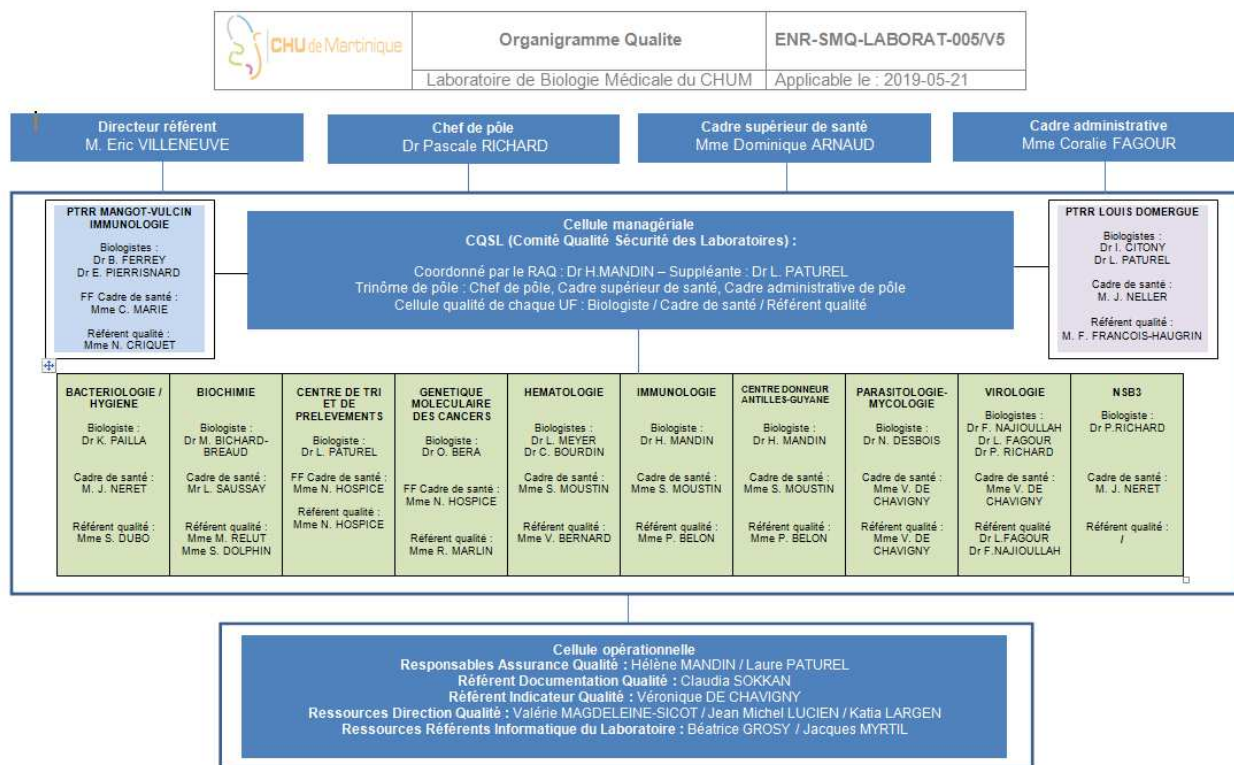 CHU de Martinique
Organigramme Qualite
ENR-SMQ-LABORAT-005/V5
Laboratoire de Biologie Médicale du CHUM
Applicable le : 2019-05-21
Directeur référent
M. Eric VILLENEUVE
Chef de pôle
Dr Pascale RICHARD
Cadre supérieur de santé
Mme Dominique ARNAUD
Cadre administrative
Mme Coralie FAGOUR
PTRR MANGOT-VULCIN
IMMUNOLOGIE
Biologistes :
Dr B. FERREY
Dr E. PIERRISNARD
FF Cadre de santé :
Mme C. MARIE
Référent qualité :
Mme N. CRIQUET
Cellule managériale
CQSL (Comité Qualité Sécurité des Laboratoires) :
Coordonné par le RAQ : Dr H.MANDIN – Suppléante : Dr L. PATUREL
Trinôme de pôle : Chef de pôle, Cadre supérieur de santé, Cadre administrative de pôle
Cellule qualité de chaque UF : Biologiste / Cadre de santé / Référent qualité
PTRR LOUIS DOMERGUE
Biologistes :
Dr I. CITONY
Dr L. PATUREL
Cadre de santé :
M. J. NELLER
Référent qualité :
M. F. FRANCOIS-HAUGRIN
BACTERIOLOGIE /
HYGIENE
Biologiste :
Dr K. PAILLA
Cadre de santé :
M. J. NERET
Référent qualité :
Mme S. DUBO
BIOCHIMIE
Biologiste :
Dr M. BICHARD-
BREAUD
Cadre de santé :
Mr L. SAUSSAY
Référent qualité :
Mme M. RELUT
Mme S. DOLPHIN
CENTRE DE TRI
ET DE
PRELEVEMENTS
Biologiste :
Dr L. PATUREL
FF Cadre de santé :
Mme N. HOSPICE
Référent qualité :
Mme N. HOSPICE
GENETIQUE
MOLECULAIRE
DES CANCERS
Biologiste :
Dr O. BERA
FF Cadre de santé :
Mme N. HOSPICE
Référent qualité :
Mme R. MARLIN
HEMATOLOGIE
Biologistes :
Dr L. MEYER
Dr C. BOURDIN
Cadre de santé :
Mme S. MOUSTIN
Référent qualité :
Mme V. BERNARD
IMMUNOLOGIE
Biologiste :
Dr H. MANDIN
Cadre de santé :
Mme S. MOUSTIN
Référent qualité :
Mme P. BELON
CENTRE DONNEUR
ANTILLES-GUYANE
Biologiste :
Dr H. MANDIN
Cadre de santé :
Mme S. MOUSTIN
Référent qualité :
Mme P. BELON
PARASITOLOGIE-
MYCOLOGIE
Biologiste :
Dr N. DESBOIS
Cadre de santé :
Mme V. DE
CHAVIGNY
Référent qualité :
Mme V. DE
CHAVIGNY
VIROLOGIE
Biologistes :
Dr F. NAJIOULLAH
Dr L. FAGOUR
Dr P. RICHARD
Cadre de santé :
Mme V. DE
CHAVIGNY
Référent qualité
Dr L.FAGOUR
Dr F.NAJIOULLAH
NSB3
Biologiste :
Dr P.RICHARD
Cadre de santé :
M. J. NERET
Référent qualité :
/
Cellule opérationnelle
Responsables Assurance Qualité : Hélène MANDIN / Laure PATUREL
Référent Documentation Qualité : Claudia SOKKAN
Référent Indicateur Qualité : Véronique DE CHAVIGNY
Ressources Direction Qualité : Valérie MAGDELEINE-SICOT / Jean Michel LUCIEN / Katia LARGEN
Ressources Référents Informatique du Laboratoire : Béatrice GROSY / Jacques MYRTIL